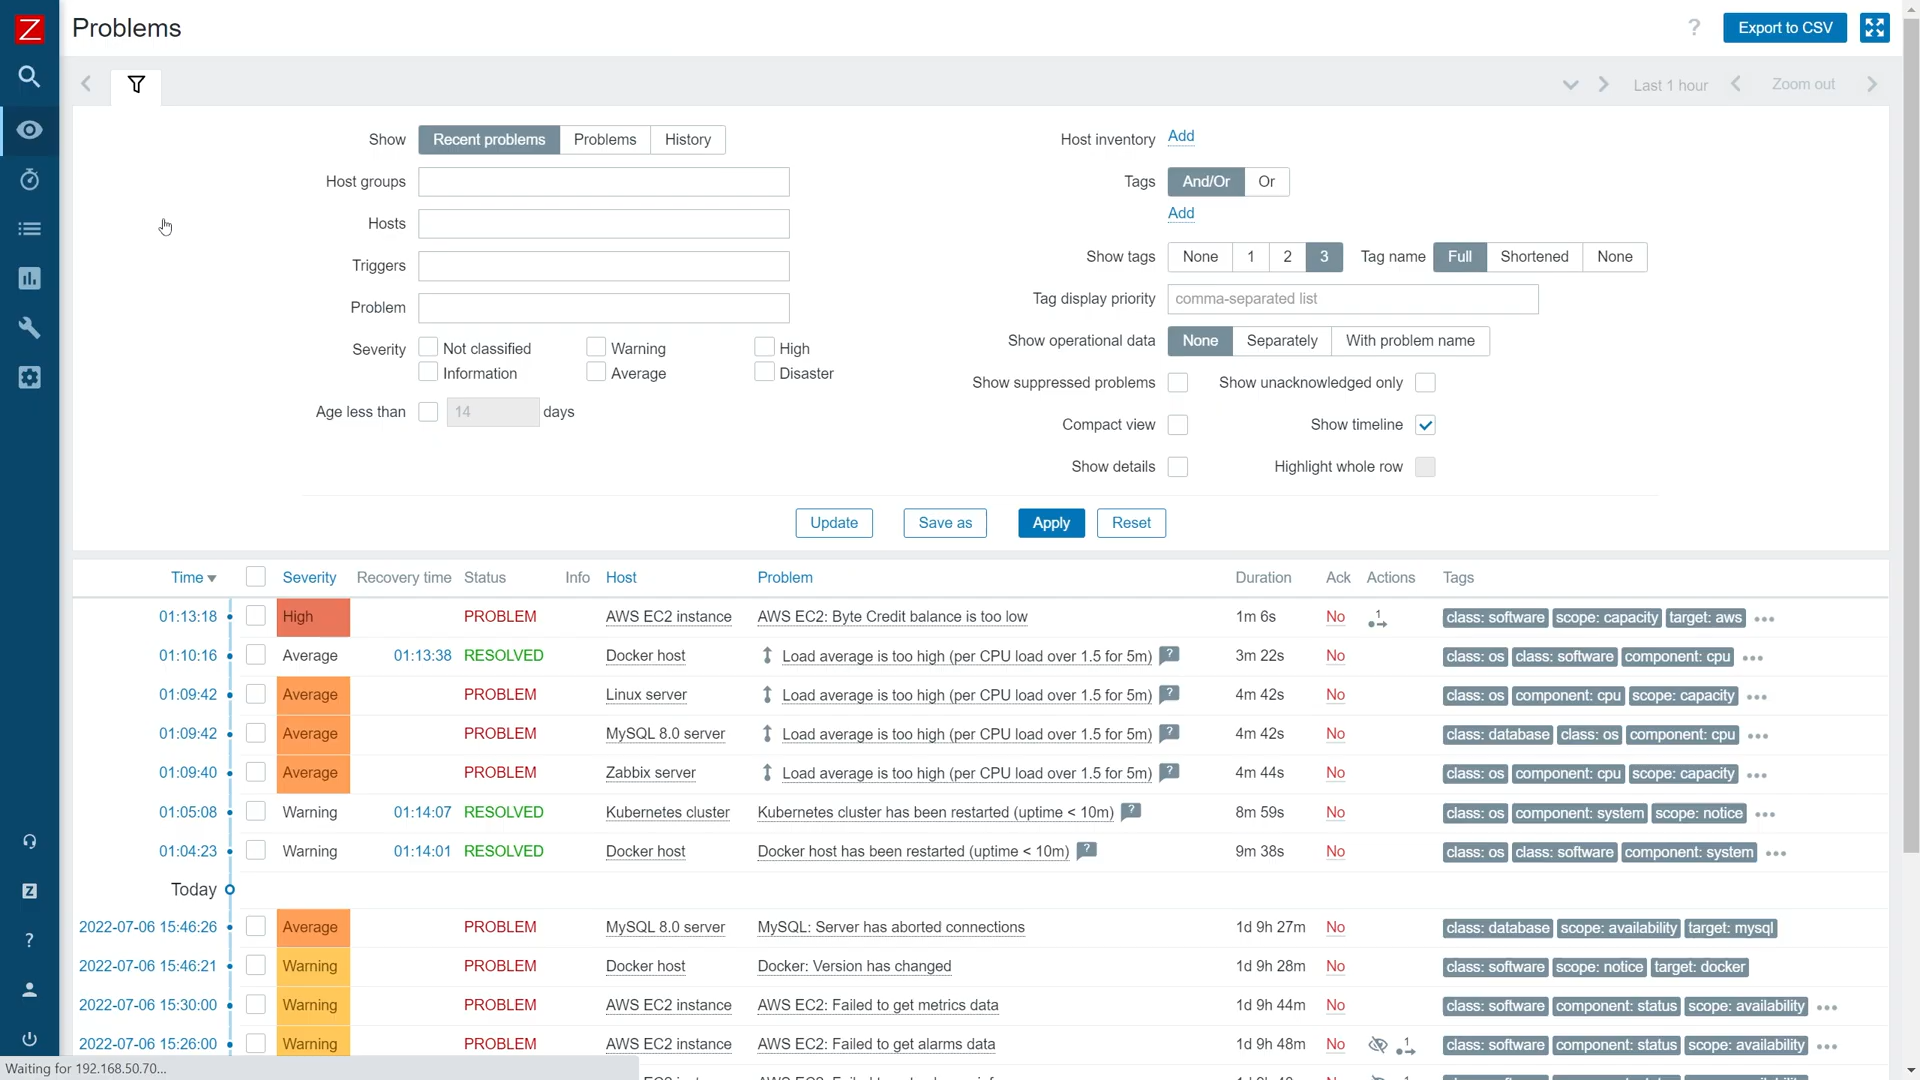 Z
Problems
?
Export to CSV
Last 1 hour
Zoom out
Show Recent problems Problems History
Host inventory Add
Host groups
Tags And/Or Or
Hosts
Add
Triggers
Show tags None 1 2 3 Tag name Full Shortened None
Problem
Tag display priority comma-separated list
Severity Not classified Warning High
Show operational data None Separately With problem name
Information Average Disaster
Show suppressed problems Show unacknowledged only
Age less than 14 days
Compact view Show timeline
Show details Highlight whole row
Update Save as Apply Reset
Time Severity Recovery time Status Info Host Problem Duration Ack Actions Tags
01:13:18 High PROBLEM AWS EC2 instance AWS EC2: Byte Credit balance is too low 1m 6s No 1 class: software scope: capacity target: aws •••
01:10:16 Average 01:13:38 RESOLVED Docker host Load average is too high (per CPU load over 1.5 for 5m) ? 3m 22s No class: os class: software component: cpu •••
01:09:42 Average PROBLEM Linux server Load average is too high (per CPU load over 1.5 for 5m) ? 4m 42s No class: os component: cpu scope: capacity •••
01:09:42 Average PROBLEM MySQL 8.0 server Load average is too high (per CPU load over 1.5 for 5m) ? 4m 42s No class: database class: os component: cpu •••
01:09:40 Average PROBLEM Zabbix server Load average is too high (per CPU load over 1.5 for 5m) ? 4m 44s No class: os component: cpu scope: capacity •••
01:05:08 Warning 01:14:07 RESOLVED Kubernetes cluster Kubernetes cluster has been restarted (uptime < 10m) ? 8m 59s No class: os component: system scope: notice •••
01:04:23 Warning 01:14:01 RESOLVED Docker host Docker host has been restarted (uptime < 10m) ? 9m 38s No class: os class: software component: system •••
Today
Z
2022-07-06 15:46:26 Average PROBLEM MySQL 8.0 server MySQL: Server has aborted connections 1d 9h 27m No class: database scope: availability target: mysql
?
2022-07-06 15:46:21 Warning PROBLEM Docker host Docker: Version has changed 1d 9h 28m No class: software scope: notice target: docker
2022-07-06 15:30:00 Warning PROBLEM AWS EC2 instance AWS EC2: Failed to get metrics data 1d 9h 44m No class: software component: status scope: availability •••
2022-07-06 15:26:00 Warning PROBLEM AWS EC2 instance AWS EC2: Failed to get alarms data 1d 9h 48m No 1 class: software component: status scope: availability •••
Waiting for 192.168.50.70...